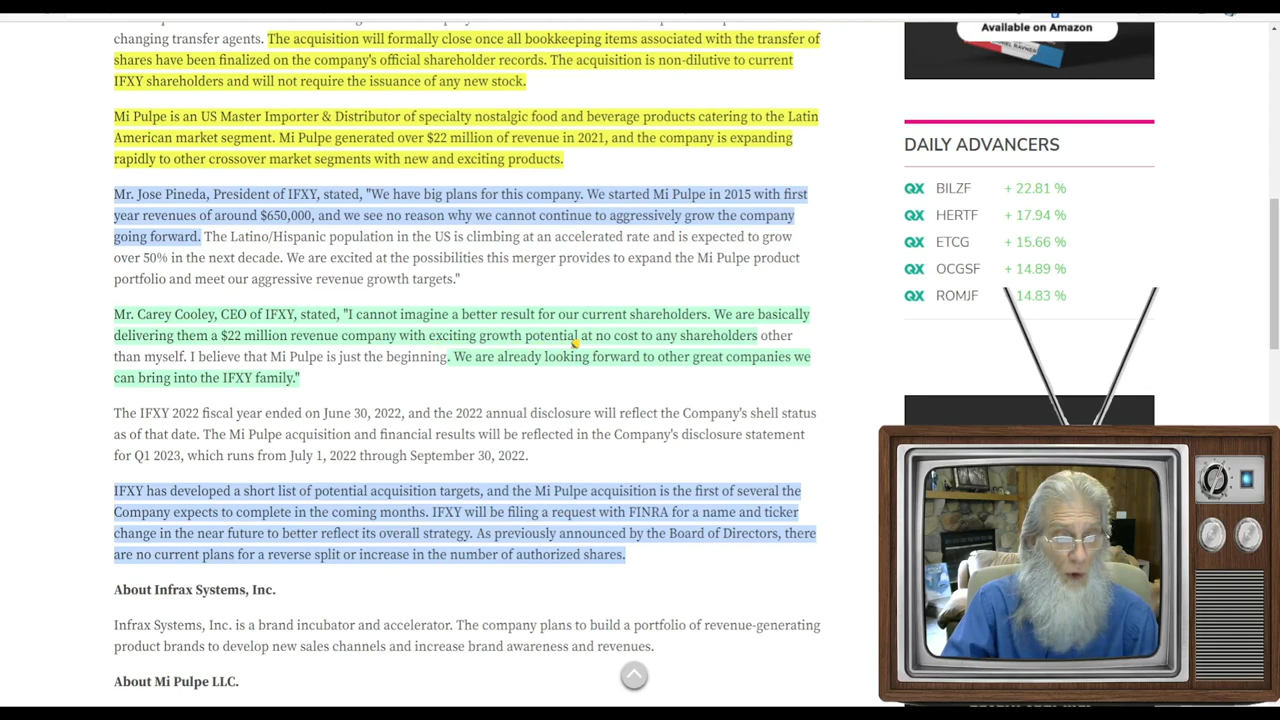 changing transfer agents. The deal will formally close once all bookkeeping items associated with the transfer of
shares have been finalized on the company's official shareholder records. The acquisition is non-dilutive to current
IFXY shareholders and will not require the issuance of any new stock.
Mi Pulpe is an US Master Importer & Distributor of specialty nostalgic food and beverage products catering to the Latin
American market segment. Mi Pulpe generated over $22 million of revenue in 2021, and the company is expanding
rapidly to other crossover market segments with new and exciting products.
Mr. Jose Pineda, President of IFXY, stated, "We have big plans for this company. We started Mi Pulpe in 2015 with first
year revenues of around $650,000, and we see no reason why we cannot continue to aggressively grow the company
going forward. The Latino/Hispanic population in the US is climbing at an accelerated rate and is expected to grow
over 50% in the next decade. We are excited at the possibilities this merger provides to expand the Mi Pulpe product
portfolio and meet our aggressive revenue growth targets."
Mr. Carey Cooley, CEO of IFXY, stated, "I cannot imagine a better result for our current shareholders. We are basically
delivering them a $22 million revenue company with exciting growth potential at no cost to any shareholders other
than myself. I believe that Mi Pulpe is just the beginning. We are already looking forward to other great companies we
can bring into the IFXY family."
The IFXY 2022 fiscal year ended on June 30, 2022, and the 2022 annual disclosure will reflect the Company's shell status
as of that date. The Mi Pulpe acquisition and financial results will be reflected in the Company's disclosure statement
for Q1 2023, which runs from July 1, 2022 through September 30, 2022.
IFXY has developed a short list of potential acquisition targets, and the Mi Pulpe acquisition is the first of several the
Company expects to complete in the coming months. IFXY will be filing a request with FINRA for a name and ticker
change in the near future to better reflect its overall strategy. As previously announced by the Board of Directors, there
are no current plans for a reverse split or increase in the number of authorized shares.
About Infrax Systems, Inc.
Infrax Systems, Inc. is a brand incubator and accelerator. The company plans to build a portfolio of revenue-generating
product brands to develop new sales channels and increase brand awareness and revenues.
About Mi Pulpe LLC.
Available on Amazon
DAILY ADVANCERS
QX BILZF + 22.81 %
QX HERTF + 17.94 %
QX ETCG + 15.66 %
QX OCGSF + 14.89 %
QX ROMJF 14.83 %